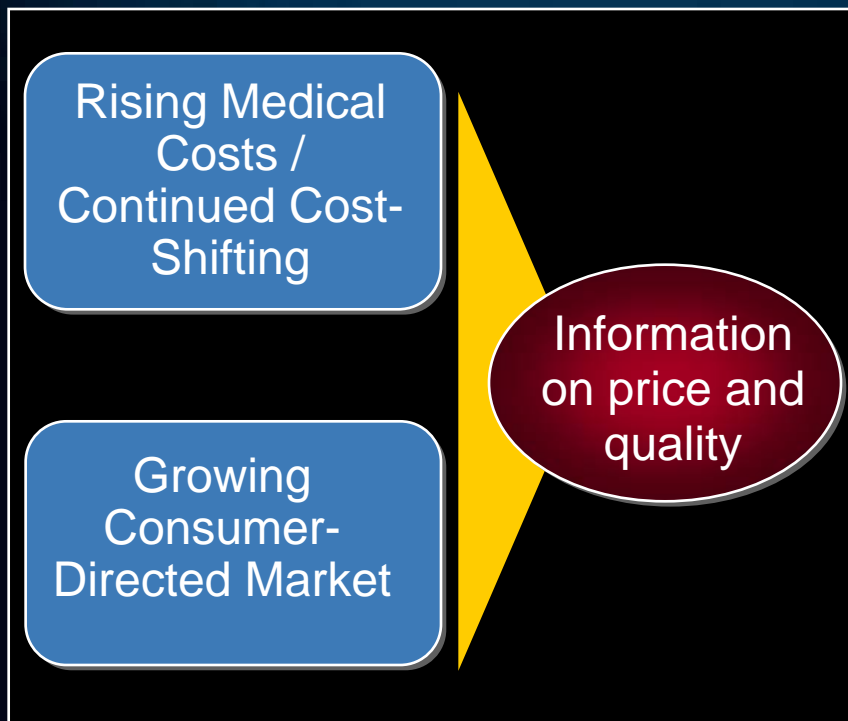 Rising Medical
Costs /
Continued Cost-
Shifting
Growing
Consumer-
Directed Market
Information
on price and
quality